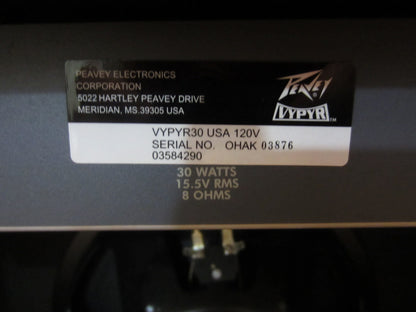 PEAVEY ELECTRONICS
CORPORATION
5022 HARTLEY PEAVEY DRIVE
MERIDIAN, MS.39305 USA
PEAVEY
®
VYPYR™
VYPYR30 USA 120V
SERIAL NO. OHAK 03876
03584290
30 WATTS
15.5V RMS
8 OHMS